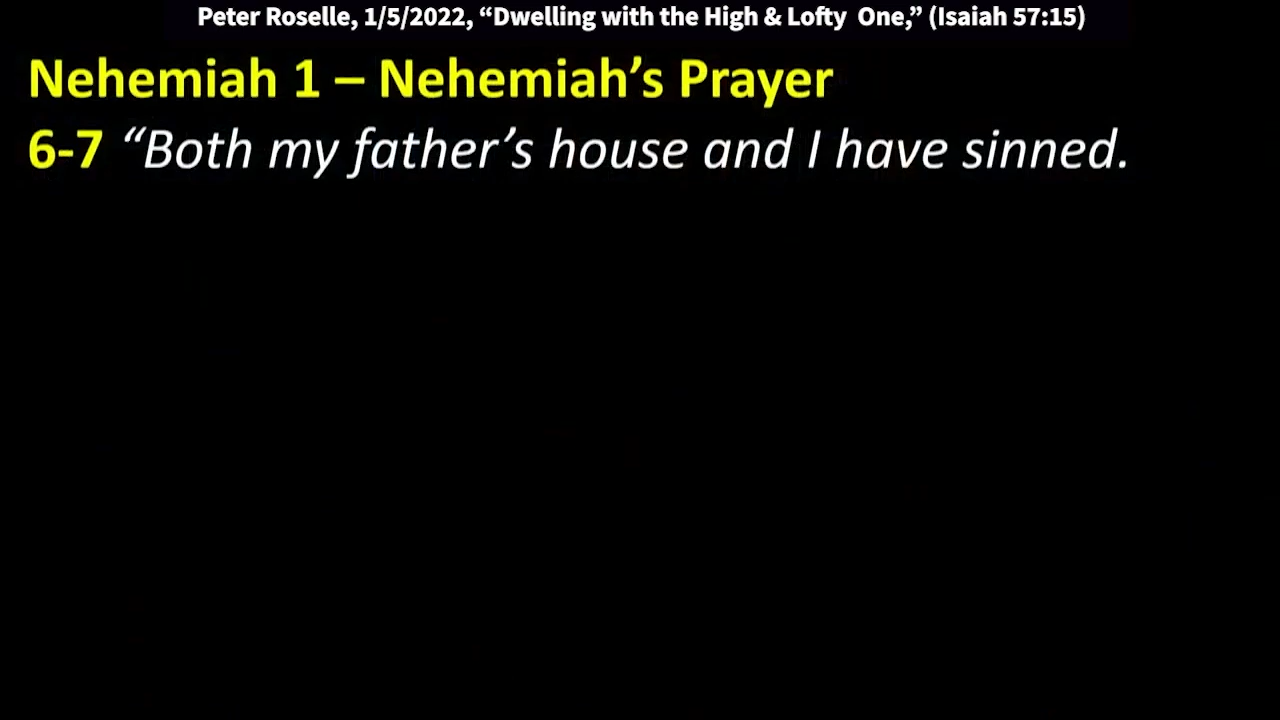 Peter Roselle, 1/5/2022, “Dwelling with the High & Lofty  One,” (Isaiah 57:15)
Nehemiah 1 – Nehemiah’s Prayer
6-7 “Both my father’s house and I have sinned.